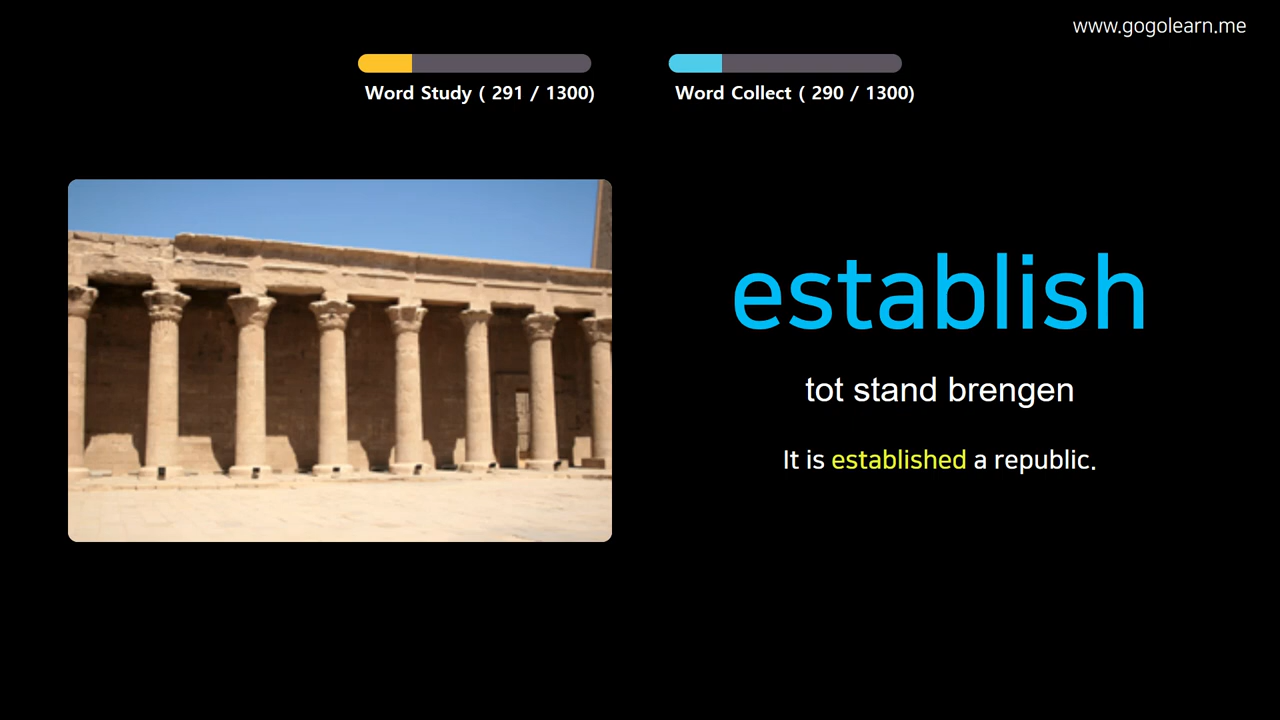 www.gogolearn.me
Word Study ( 291 / 1300)
Word Collect ( 290 / 1300)
establish
tot stand brengen
It is established a republic.